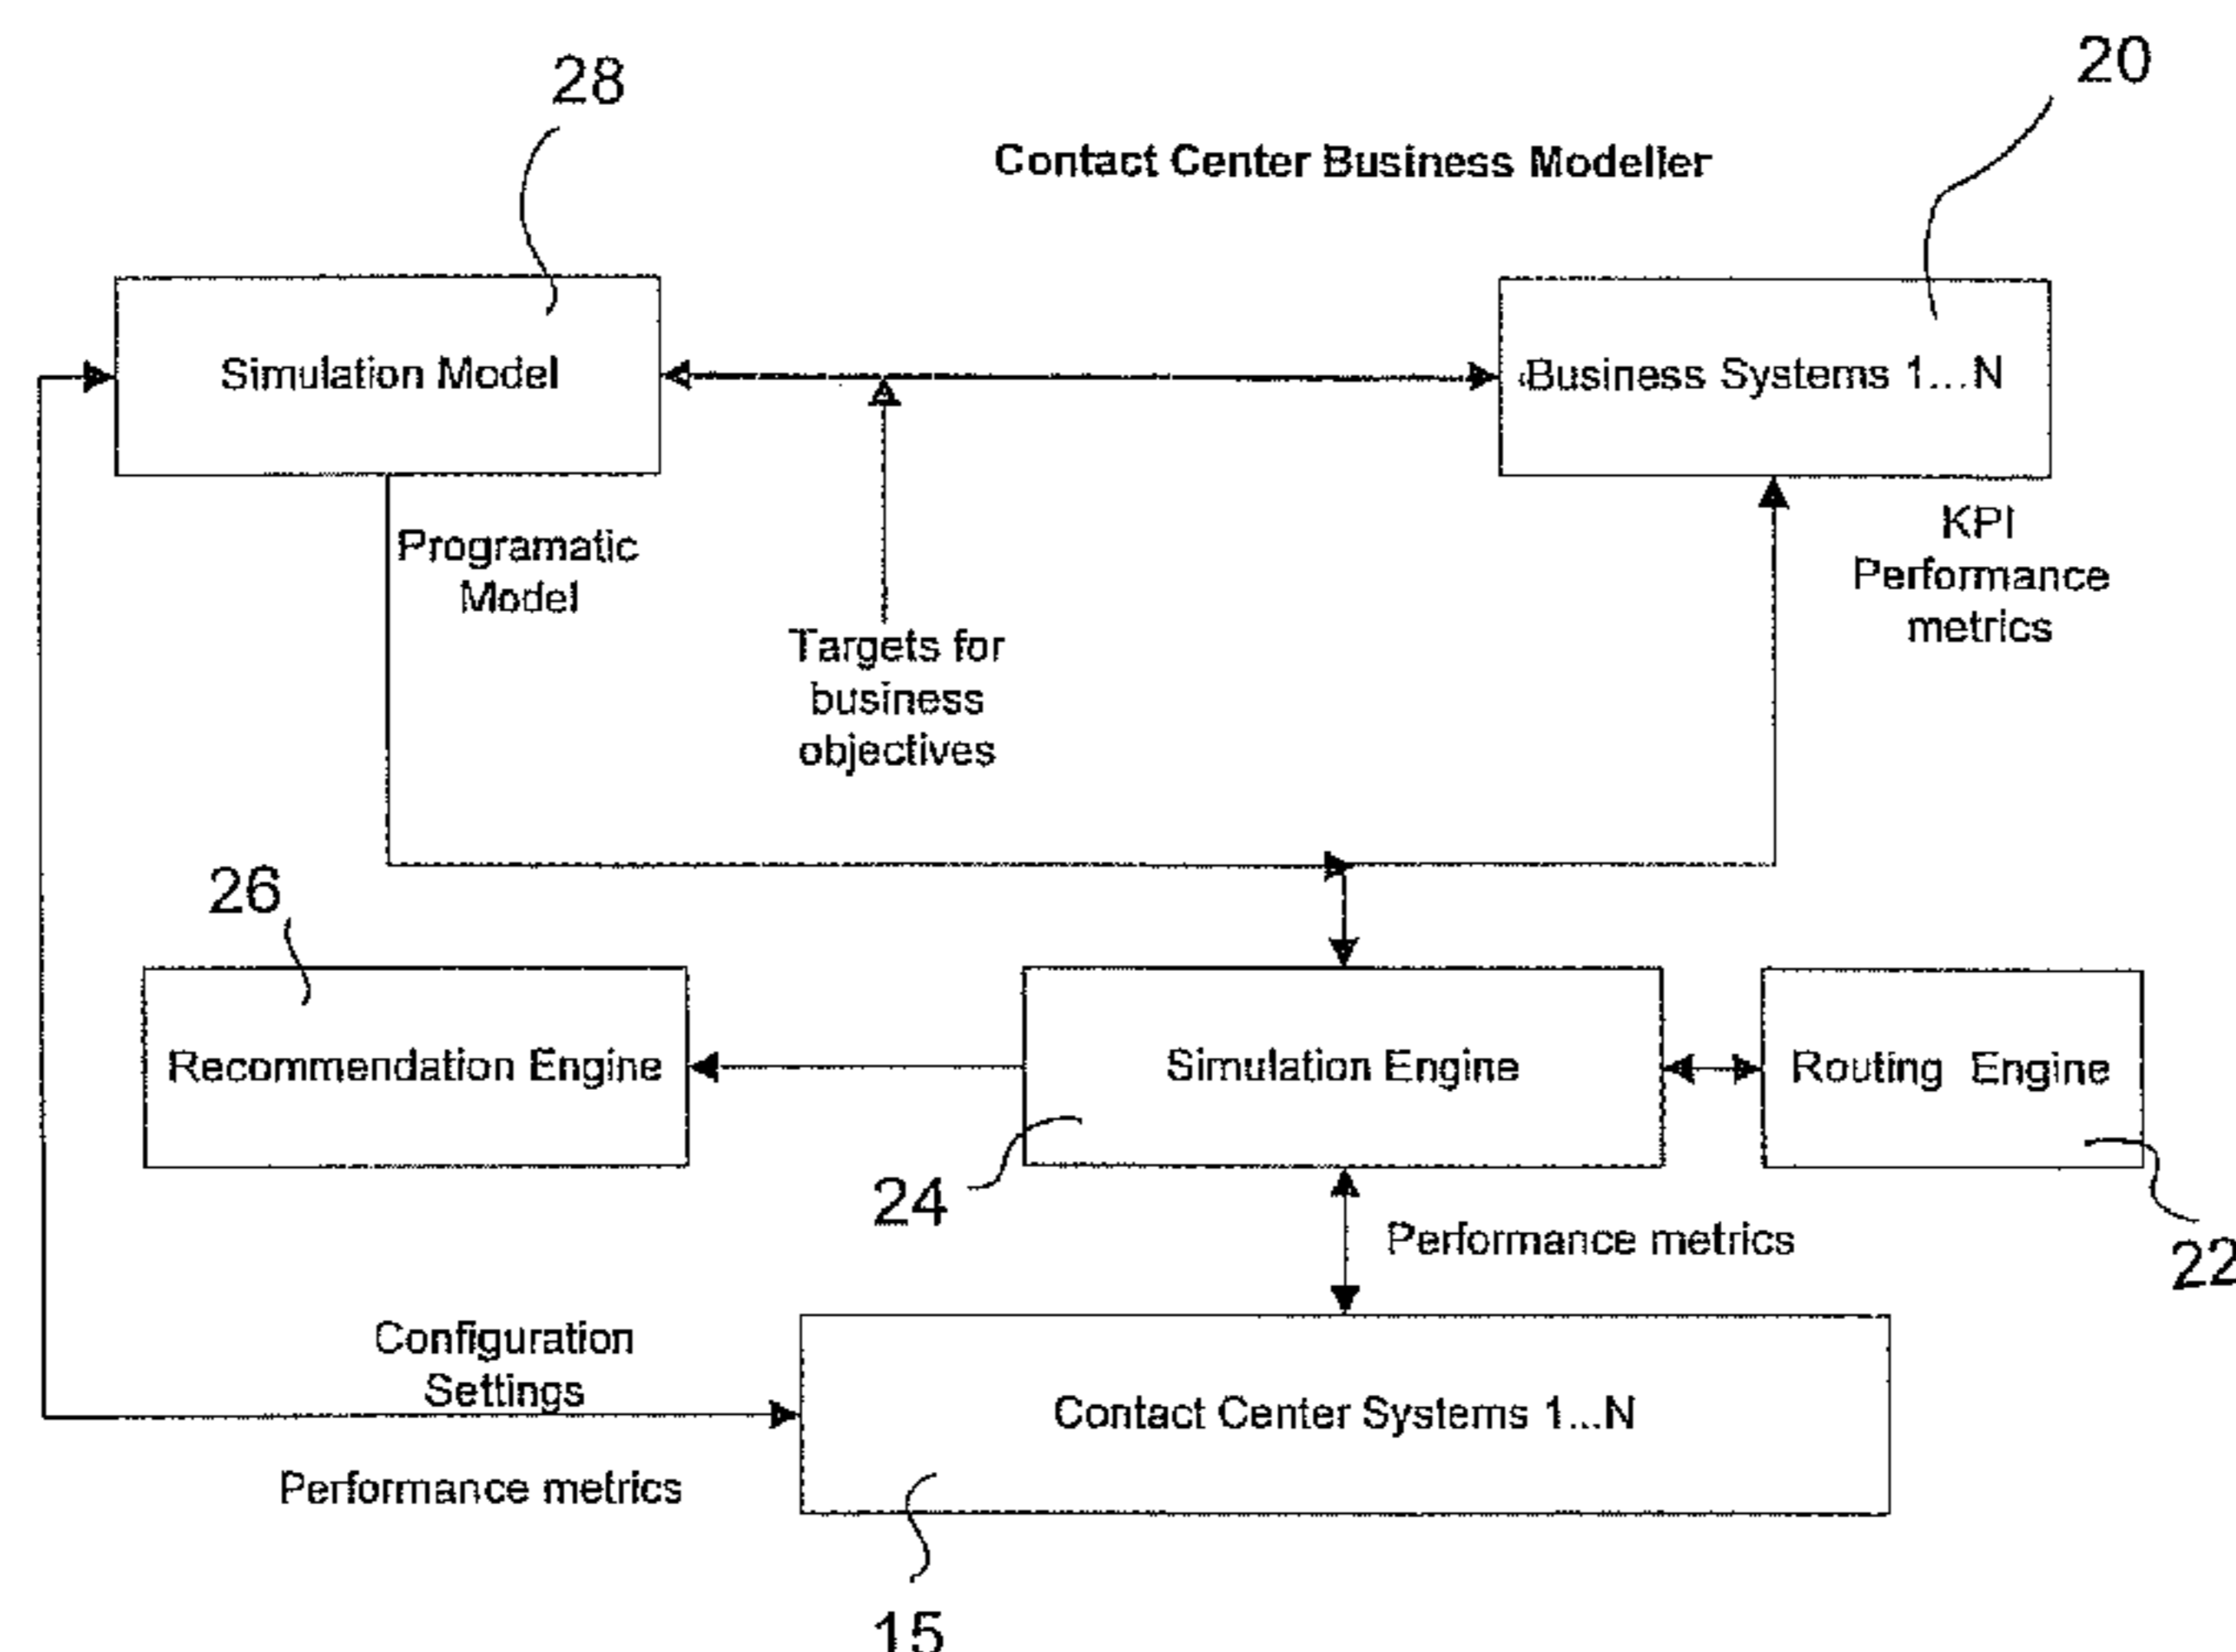 28
20
Contact Center Business Modeller
Simulation Model
Business Systems 1...N
Programatic
Model
KPI
Performance
metrics
Targets for
business
objectives
26
Recommendation Engine
Simulation Engine
Routing Engine
24
Performance metrics
22
Configuration
Settings
Contact Center Systems 1...N
Performance metrics
15